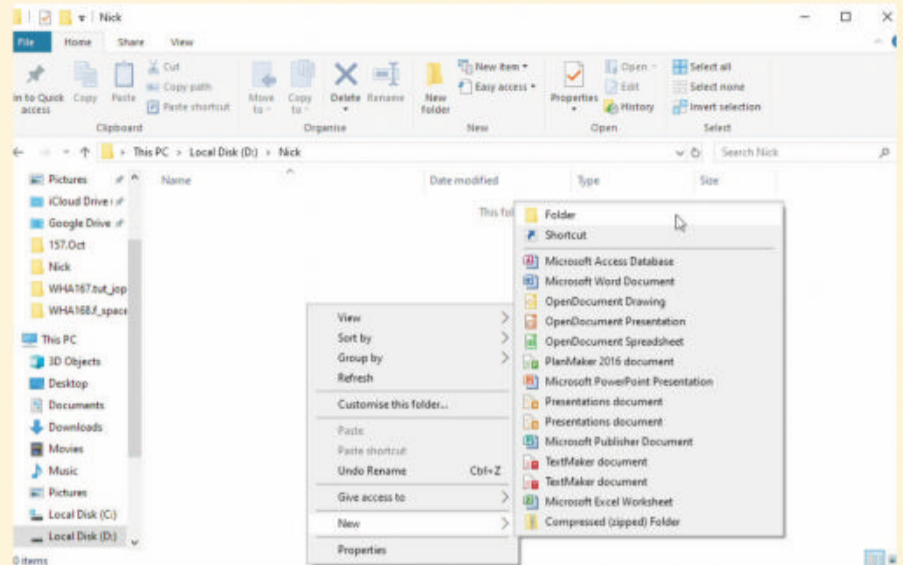 Nick
File Home Share View
in to Quick access
Copy
Paste
Cut
Copy path
Paste shortcut
Clipboard
Move to
Copy to
Delete
Rename
Organise
New folder
New item
Easy access
New
Properties
Open
Edit
History
Open
Select all
Select none
Invert selection
Select
This PC > Local Disk (D:) > Nick
Search Nick
Name Date modified Type Size
This fol
Pictures
iCloud Drive
Google Drive
157.Oct
Nick
WHA167.tut_jop
WHA168.f_space
This PC
3D Objects
Desktop
Documents
Downloads
Movies
Music
Pictures
Local Disk (C:)
Local Disk (D:)
0 items
View
Sort by
Group by
Refresh
Customise this folder...
Paste
Paste shortcut
Undo Rename Ctrl+Z
Give access to
New
Properties
Folder
Shortcut
Microsoft Access Database
Microsoft Word Document
OpenDocument Drawing
OpenDocument Presentation
OpenDocument Spreadsheet
PlanMaker 2016 document
Microsoft PowerPoint Presentation
Presentations document
Presentations document
Microsoft Publisher Document
TextMaker document
TextMaker document
Microsoft Excel Worksheet
Compressed (zipped) Folder